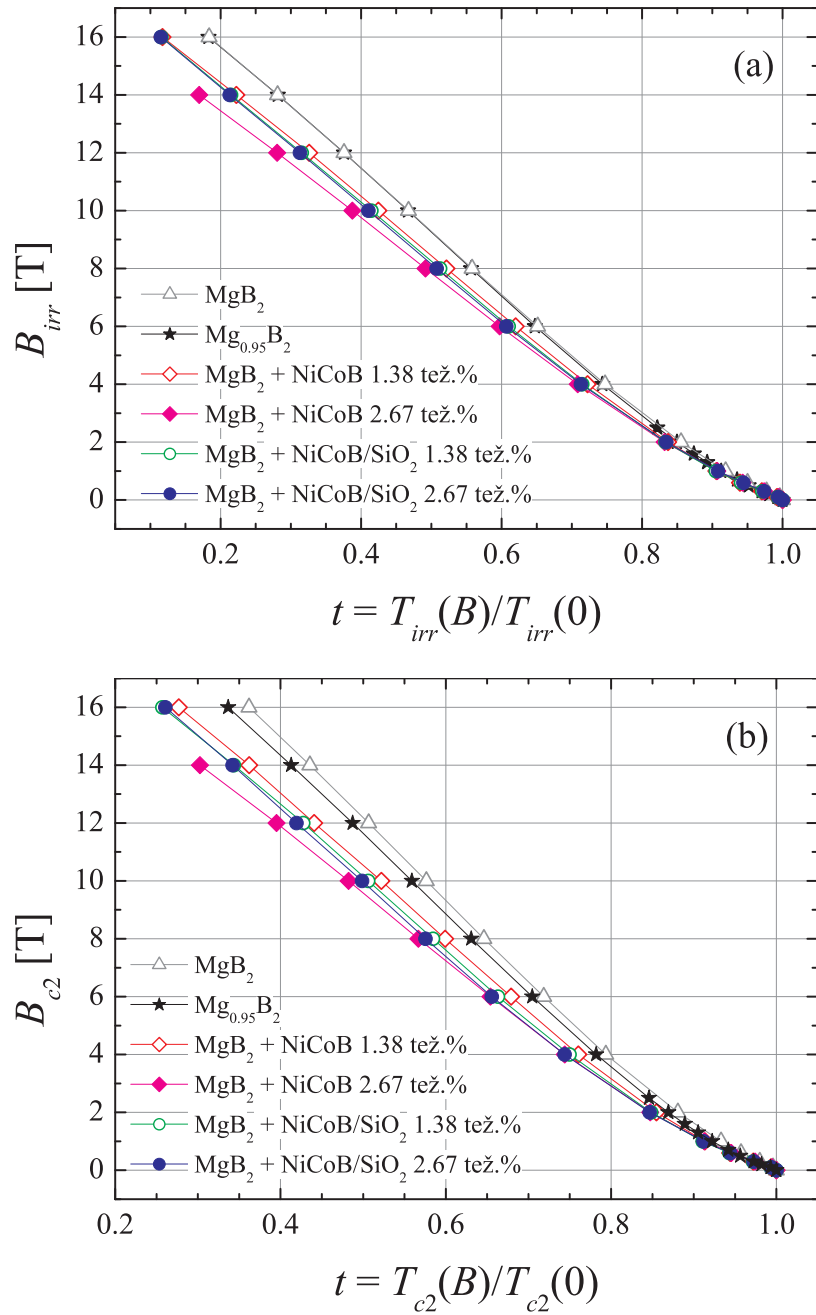 (a)
16
14
12
10
8
6
4
2
0
B_irr [T]
MgB₂
Mg₀.₉₅B₂
MgB₂ + NiCoB 1.38 tež.%
MgB₂ + NiCoB 2.67 tež.%
MgB₂ + NiCoB/SiO₂ 1.38 tež.%
MgB₂ + NiCoB/SiO₂ 2.67 tež.%
0.2 0.4 0.6 0.8 1.0
t = T_irr(B)/T_irr(0)
(b)
16
14
12
10
8
6
4
2
0
B_c2 [T]
MgB₂
Mg₀.₉₅B₂
MgB₂ + NiCoB 1.38 tež.%
MgB₂ + NiCoB 2.67 tež.%
MgB₂ + NiCoB/SiO₂ 1.38 tež.%
MgB₂ + NiCoB/SiO₂ 2.67 tež.%
0.2 0.4 0.6 0.8 1.0
t = T_c2(B)/T_c2(0)